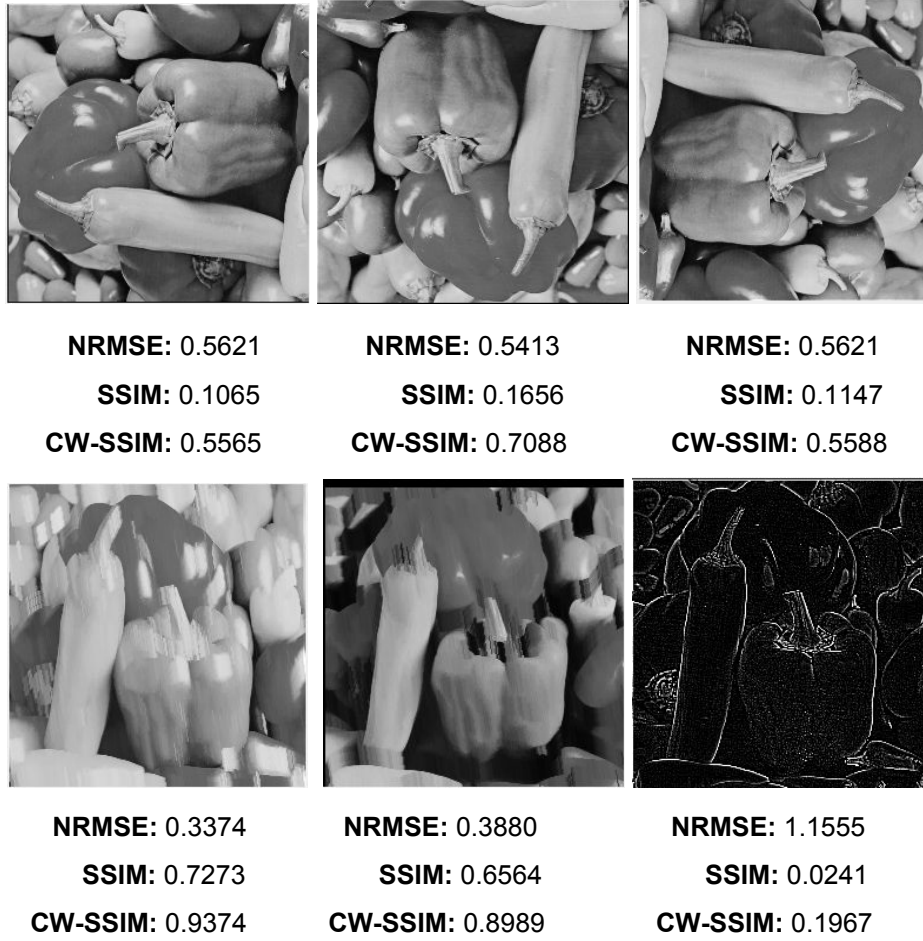 NRMSE: 0.5621
SSIM: 0.1065
CW-SSIM: 0.5565
NRMSE: 0.5413
SSIM: 0.1656
CW-SSIM: 0.7088
NRMSE: 0.5621
SSIM: 0.1147
CW-SSIM: 0.5588
NRMSE: 0.3374
SSIM: 0.7273
CW-SSIM: 0.9374
NRMSE: 0.3880
SSIM: 0.6564
CW-SSIM: 0.8989
NRMSE: 1.1555
SSIM: 0.0241
CW-SSIM: 0.1967